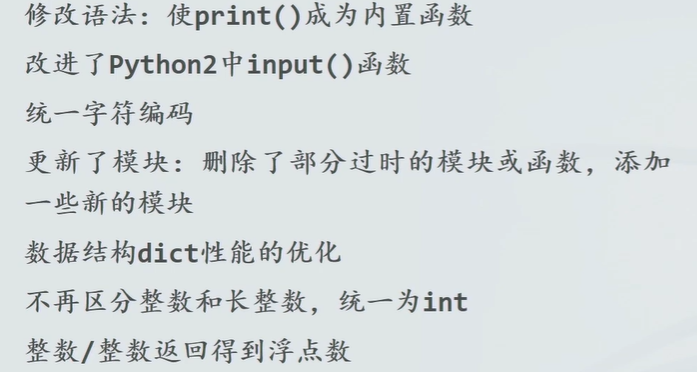 修改语法：使print()成为内置函数
改进了Python2中input()函数
统一字符编码
更新了模块：删除了部分过时的模块或函数，添加
一些新的模块
数据结构dict性能的优化
不再区分整数和长整数，统一为int
整数/整数返回得到浮点数